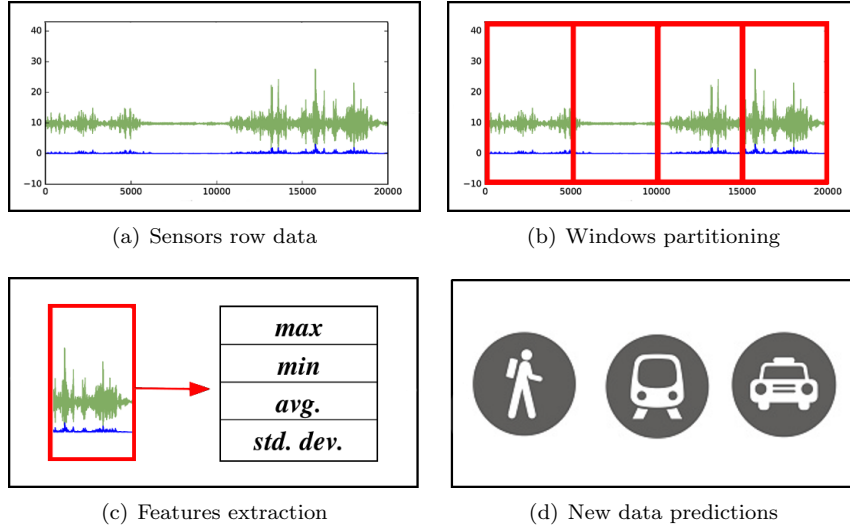 40
30
20
10
0
−10
0 5000 10000 15000 20000
(a) Sensors row data
40
30
20
10
0
−10
0 5000 10000 15000 20000
(b) Windows partitioning
max
min
avg.
std. dev.
(c) Features extraction
(d) New data predictions